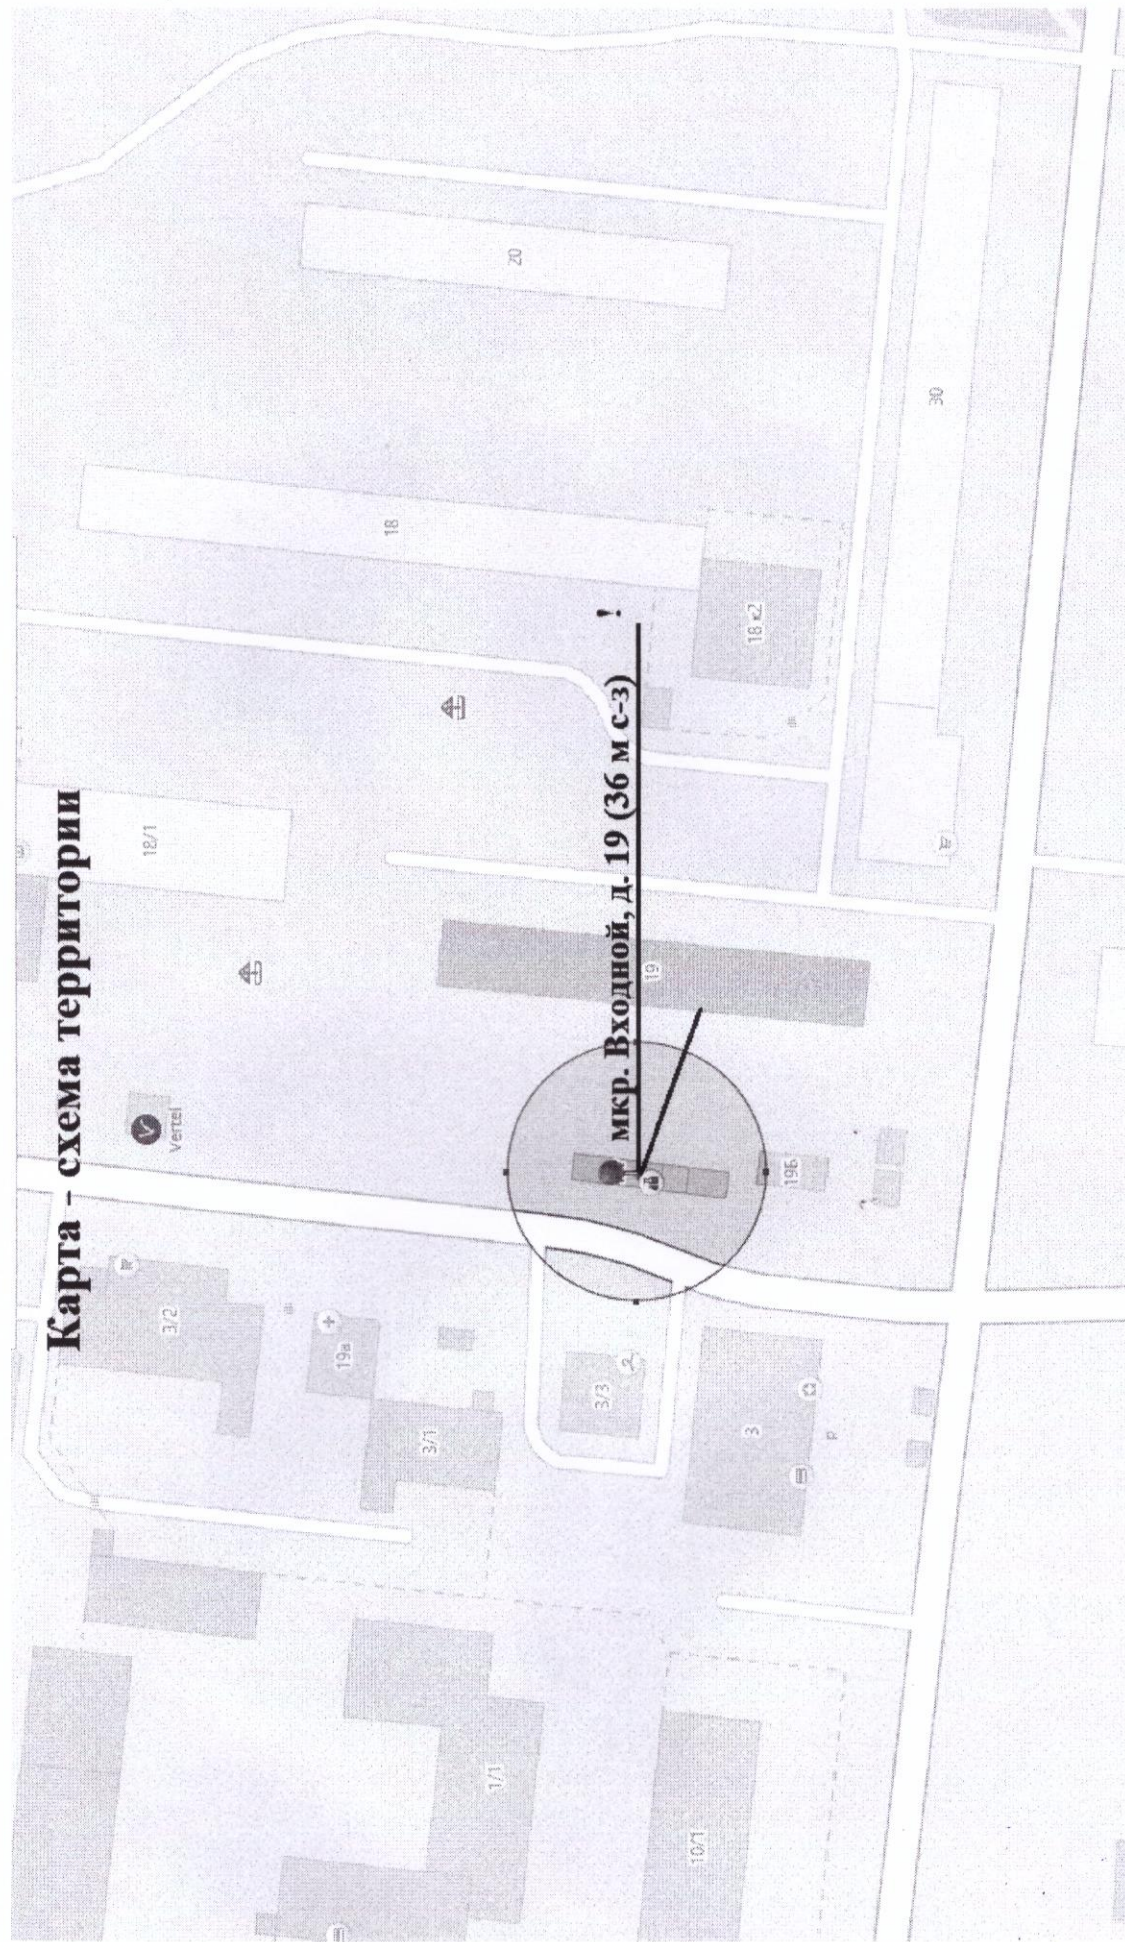 Карта – схема территории
18/1
18
20
Vertel
мкр. Входной, д. 19 (36 м с-з)
!
19
18 к2
30
19Б
3/2
19а
3/1
3/3
3
1/1
10/1